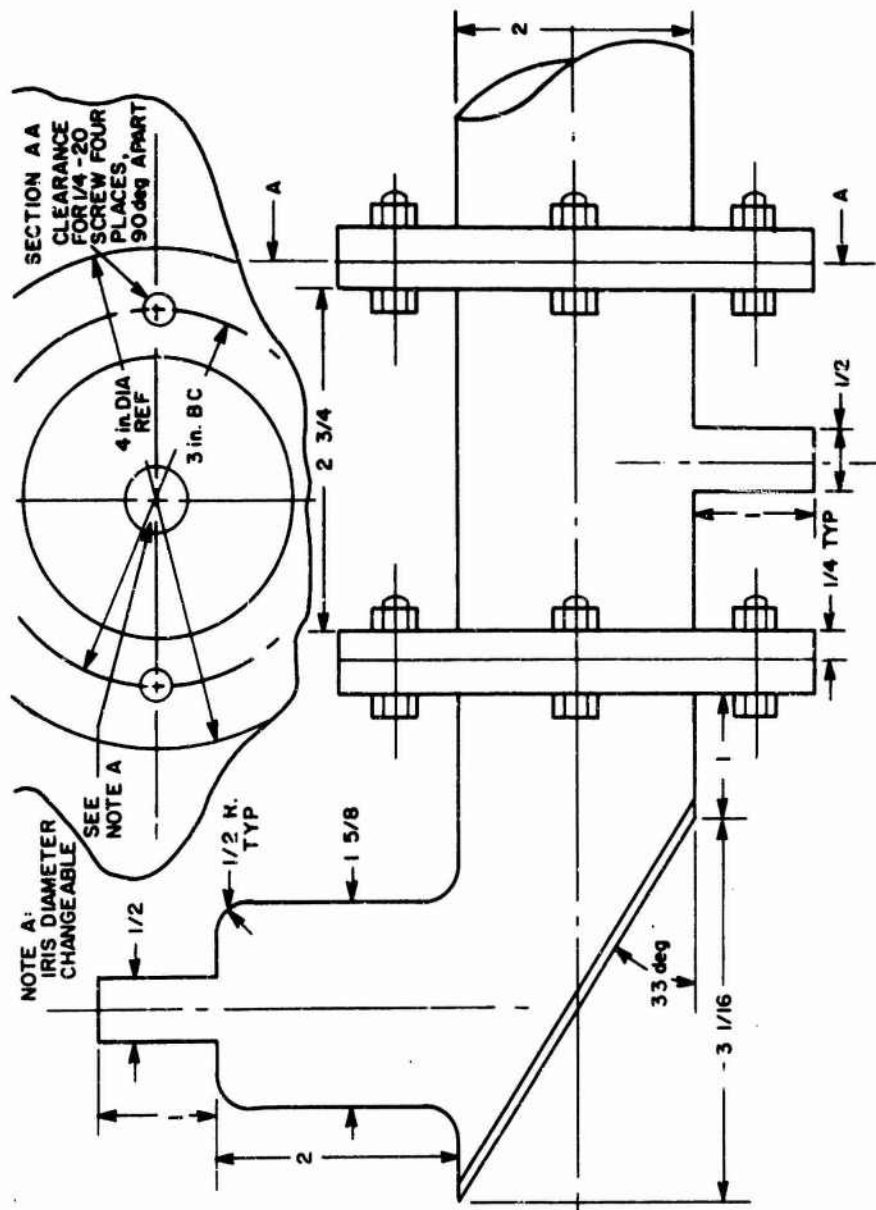 SECTION AA
CLEARANCE
FOR 1/4-20
SCREW FOUR
PLACES,
90 deg APART
4 in. DIA
REF
3 in. BC
SEE
NOTE A
NOTE A:
IRIS DIAMETER
CHANGEABLE
2
A
A
2 3/4
1/2
1
1/4 TYP
1/2
1/2 R.
TYP
1 5/8
1
2
1
33 deg
3 1/16